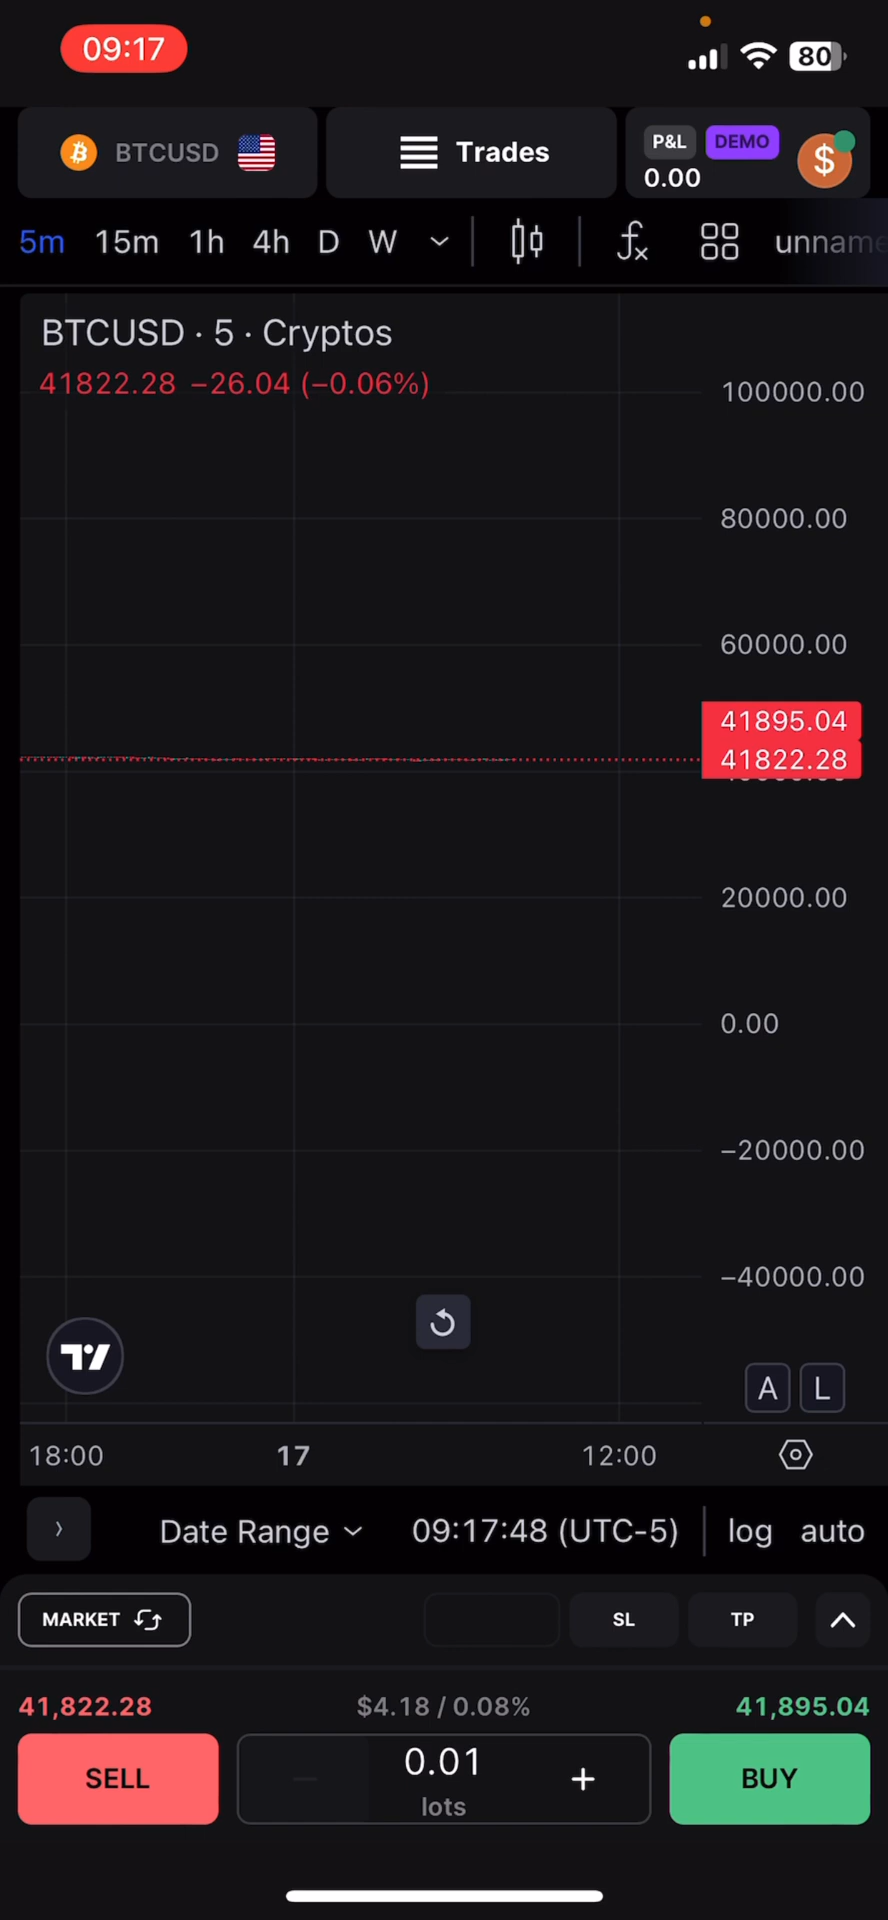 09:17
80
BTCUSD
Trades
P&L DEMO
0.00
$
5m 15m 1h 4h D W unname
BTCUSD · 5 · Cryptos
41822.28 −26.04 (−0.06%)
100000.00
80000.00
60000.00
41895.04
41822.28
20000.00
0.00
−20000.00
−40000.00
A L
18:00 17 12:00
Date Range 09:17:48 (UTC-5) log auto
MARKET SL TP
41,822.28 $4.18 / 0.08% 41,895.04
SELL 0.01 + BUY
lots